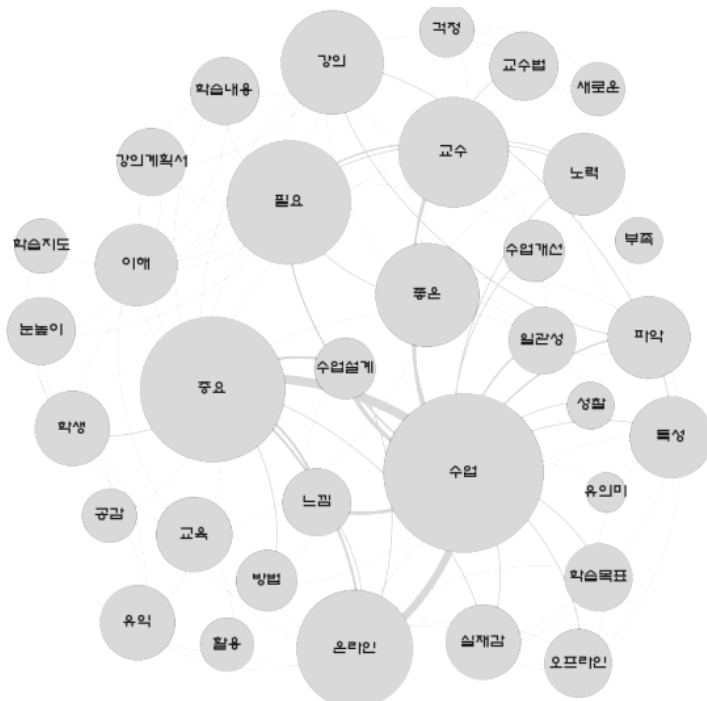 걱정
강의
교수법
새로운
학습내용
교수
강의계획서
노력
필요
부족
학습지도
수업개선
이해
좋은
눈높이
일관성
파악
수업설계
중요
성찰
학생
특성
수업
유의미
느낌
공감
교육
방법
학습목표
유익
활용
온라인
실재감
오프라인